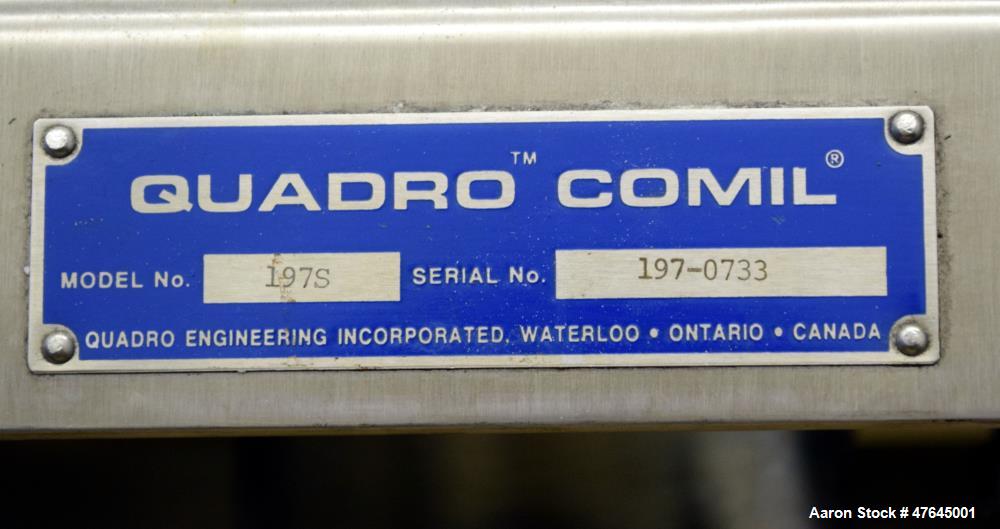 QUADRO™ COMIL®
MODEL No. 197S SERIAL No. 197-0733
QUADRO ENGINEERING INCORPORATED, WATERLOO • ONTARIO • CANADA
Aaron Stock # 47645001